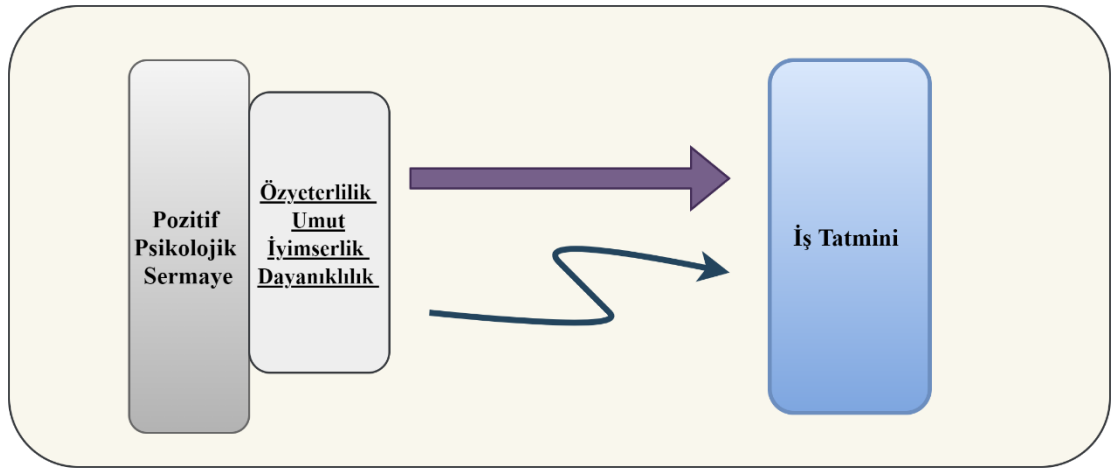 Pozitif
Psikolojik
Sermaye
Özyeterlilik
Umut
İyimserlik
Dayanıklılık
İş Tatmini